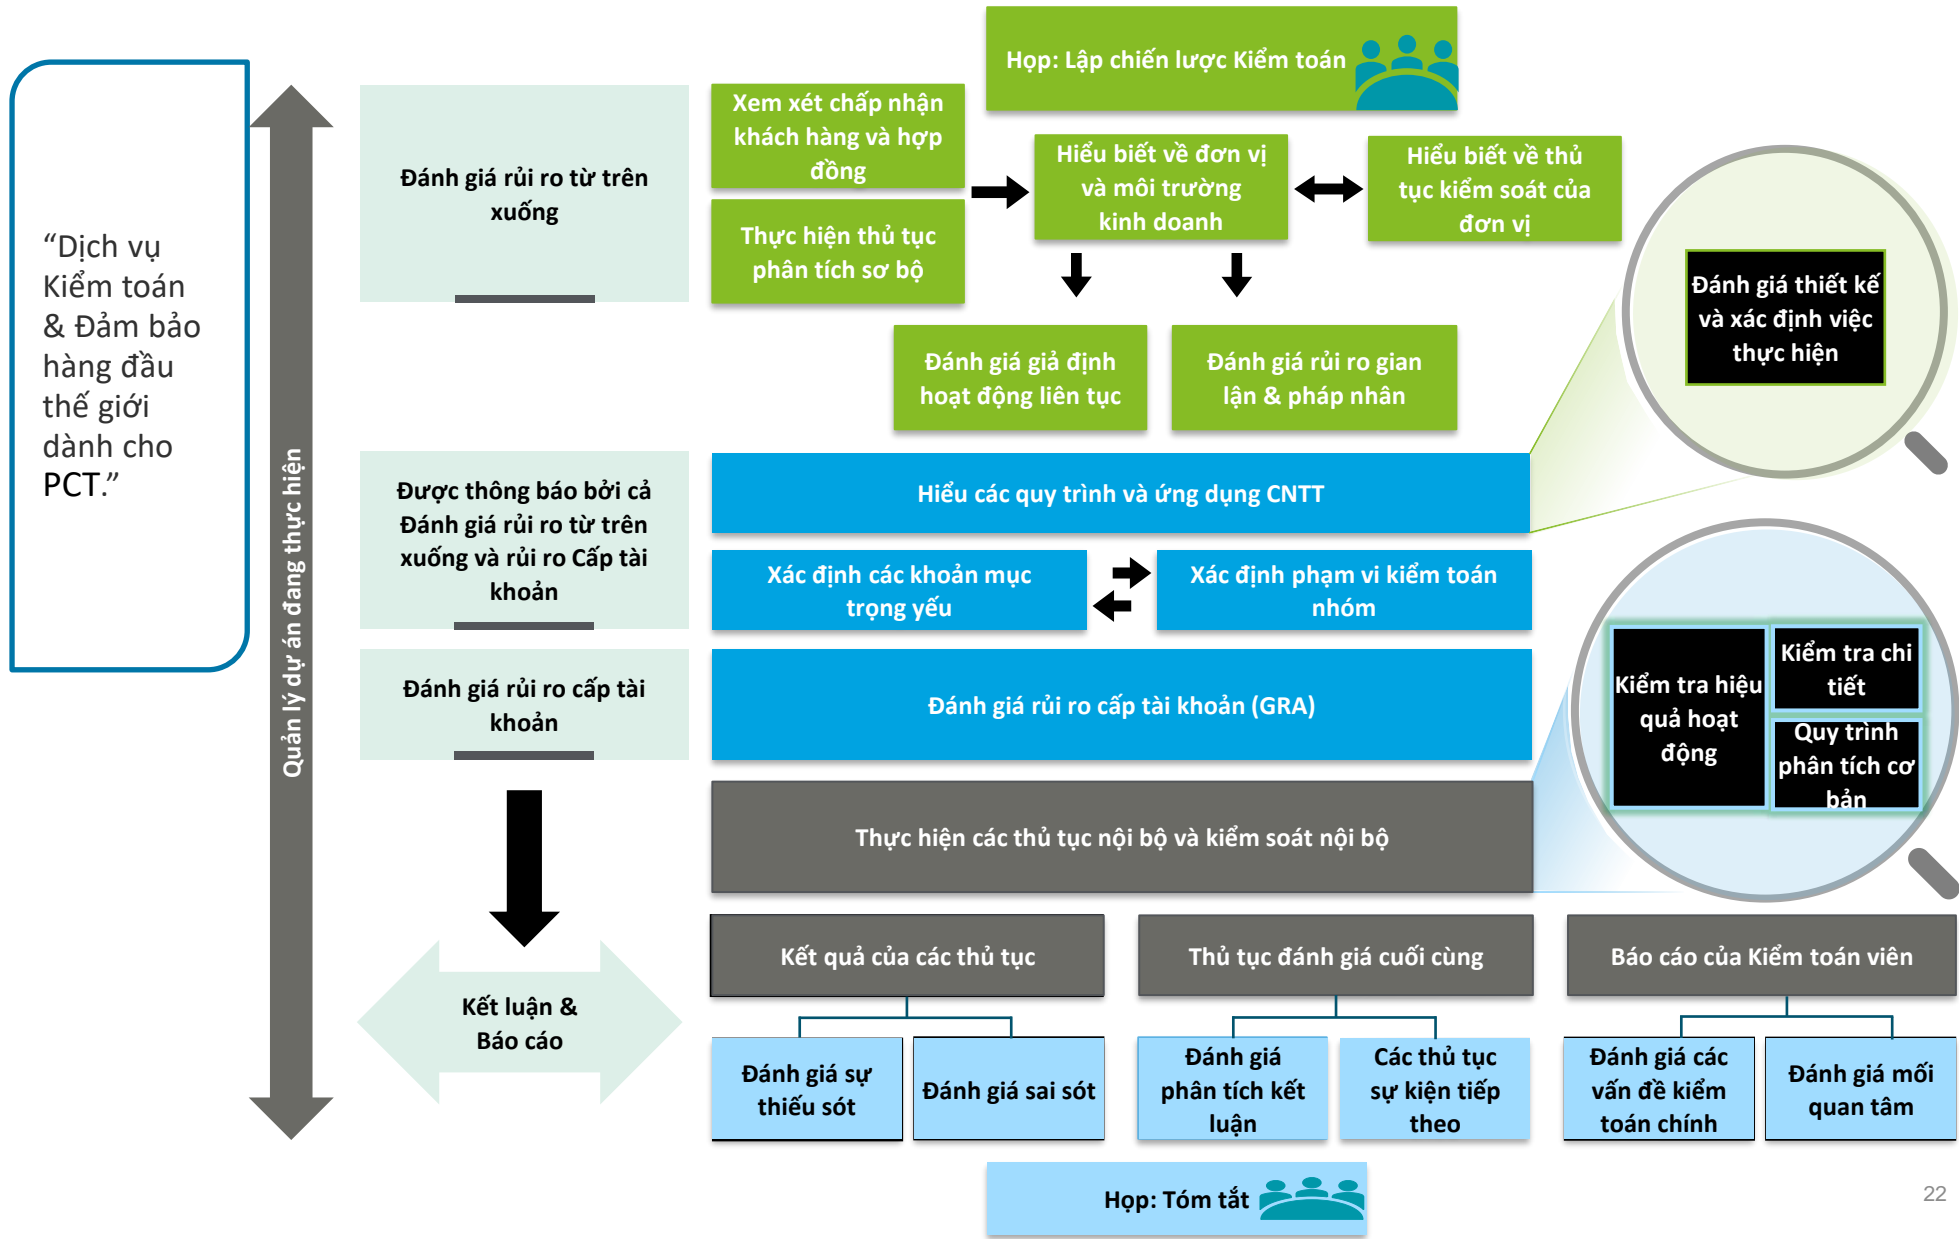 “Dịch vụ
Kiểm toán
& Đảm bảo
hàng đầu
thế giới
dành cho
PCT.”
Quản lý dự án đang thực hiện
Họp: Lập chiến lược Kiểm toán
Đánh giá rủi ro từ trên
xuống
Xem xét chấp nhận
khách hàng và hợp
đồng
Thực hiện thủ tục
phân tích sơ bộ
Hiểu biết về đơn vị
và môi trường
kinh doanh
Hiểu biết về thủ
tục kiểm soát của
đơn vị
Đánh giá giả định
hoạt động liên tục
Đánh giá rủi ro gian
lận & pháp nhân
Đánh giá thiết kế
và xác định việc
thực hiện
Được thông báo bởi cả
Đánh giá rủi ro từ trên
xuống và rủi ro Cấp tài
khoản
Hiểu các quy trình và ứng dụng CNTT
Xác định các khoản mục
trọng yếu
Xác định phạm vi kiểm toán
nhóm
Đánh giá rủi ro cấp tài
khoản
Đánh giá rủi ro cấp tài khoản (GRA)
Kiểm tra hiệu
quả hoạt
động
Kiểm tra chi
tiết
Quy trình
phân tích cơ
bản
Thực hiện các thủ tục nội bộ và kiểm soát nội bộ
Kết luận &
Báo cáo
Kết quả của các thủ tục
Thủ tục đánh giá cuối cùng
Báo cáo của Kiểm toán viên
Đánh giá sự
thiếu sót
Đánh giá sai sót
Đánh giá
phân tích kết
luận
Các thủ tục
sự kiện tiếp
theo
Đánh giá các
vấn đề kiểm
toán chính
Đánh giá mối
quan tâm
Họp: Tóm tắt
22